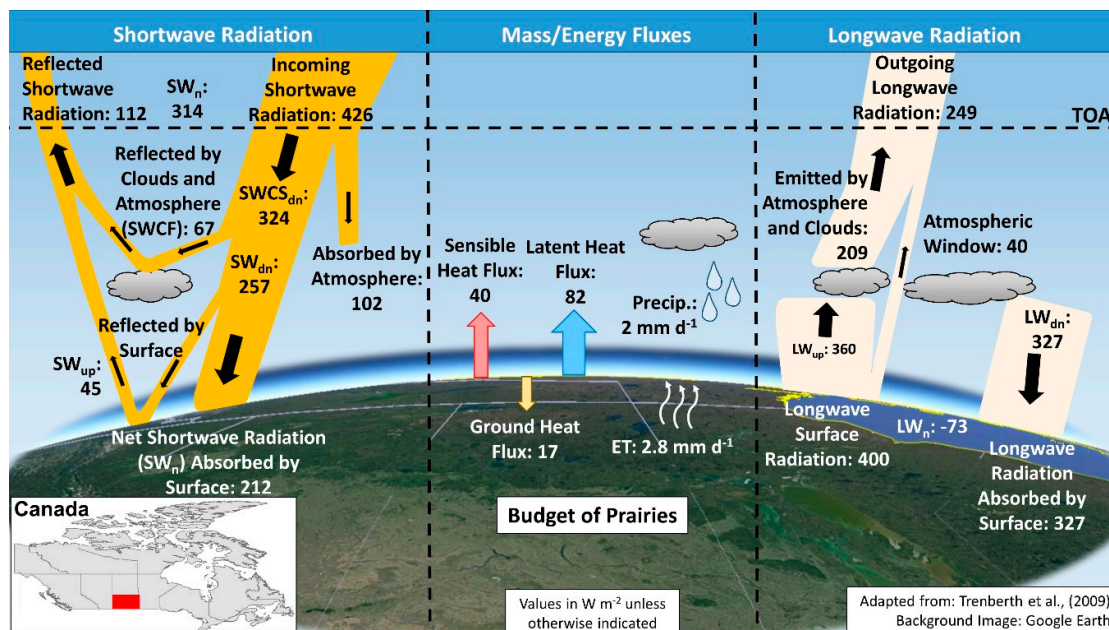 Shortwave Radiation
Mass/Energy Fluxes
Longwave Radiation
Reflected
Shortwave
Radiation: 112
SWn:
314
Incoming
Shortwave
Radiation: 426
Reflected by
Clouds and
Atmosphere
(SWCF): 67
SWCSdn:
324
SWdn:
257
Absorbed by
Atmosphere:
102
Reflected by
Surface
SWup:
45
Net Shortwave Radiation
(SWn) Absorbed by
Surface: 212
Canada
Sensible
Heat Flux:
40
Latent Heat
Flux:
82
Precip.:
2 mm d-1
Ground Heat
Flux: 17
ET: 2.8 mm d-1
Budget of Prairies
Values in W m-2 unless
otherwise indicated
Outgoing
Longwave
Radiation: 249
TOA
Emitted by
Atmosphere
and Clouds:
209
Atmospheric
Window: 40
LWup: 360
LWdn:
327
Longwave
Surface
Radiation: 400
LWn: -73
Longwave
Radiation
Absorbed by
Surface: 327
Adapted from: Trenberth et al., (2009)
Background Image: Google Earth